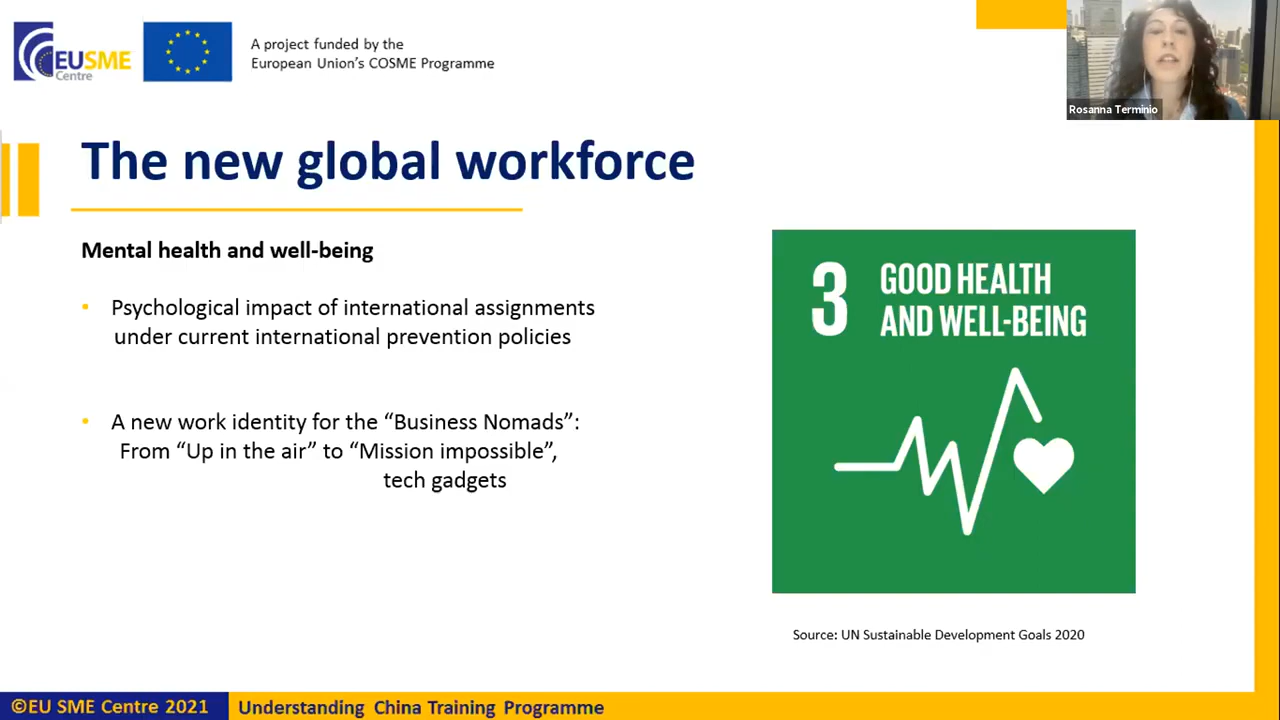 EUSME
Centre
A project funded by the
European Union's COSME Programme
Rosanna Terminio
The new global workforce
Mental health and well-being
Psychological impact of international assignments
under current international prevention policies
A new work identity for the “Business Nomads”:
From “Up in the air” to “Mission impossible”,
tech gadgets
3 GOOD HEALTH
AND WELL-BEING
Source: UN Sustainable Development Goals 2020
©EU SME Centre 2021 Understanding China Training Programme